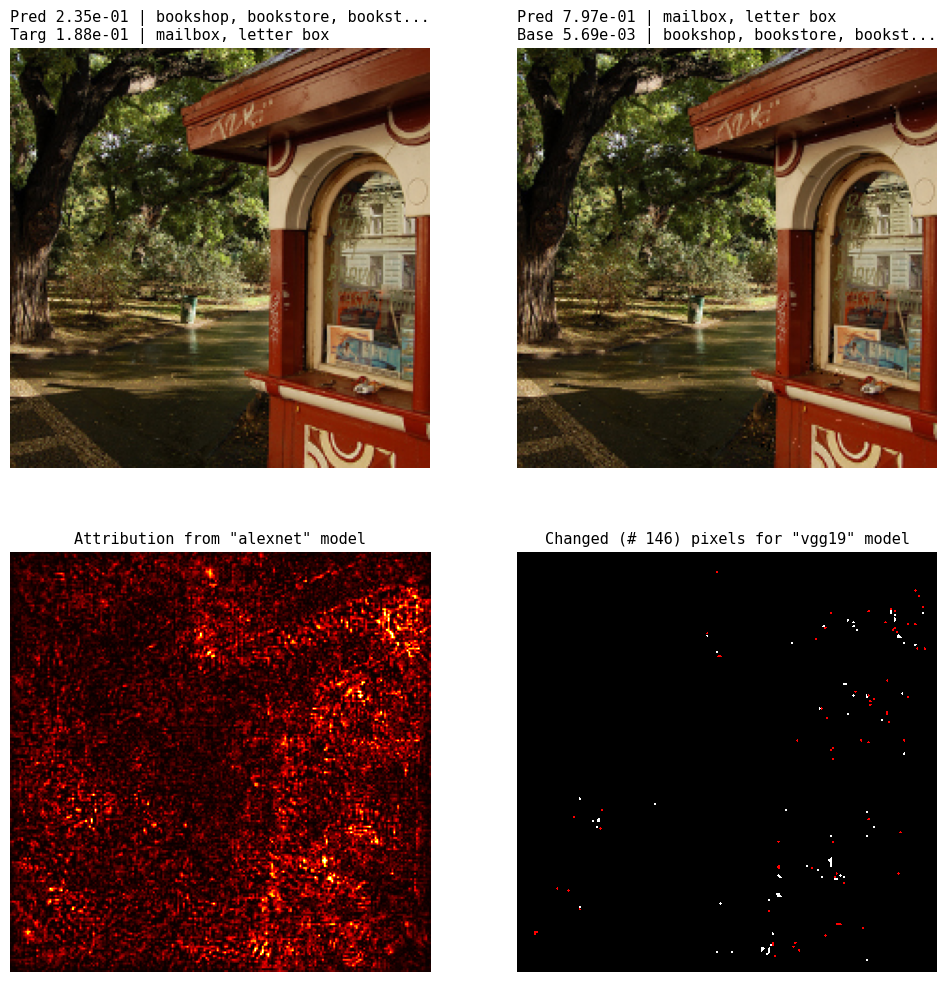 Pred 2.35e-01 | bookshop, bookstore, bookst...
Targ 1.88e-01 | mailbox, letter box
Pred 7.97e-01 | mailbox, letter box
Base 5.69e-03 | bookshop, bookstore, bookst...
Attribution from "alexnet" model
Changed (# 146) pixels for "vgg19" model